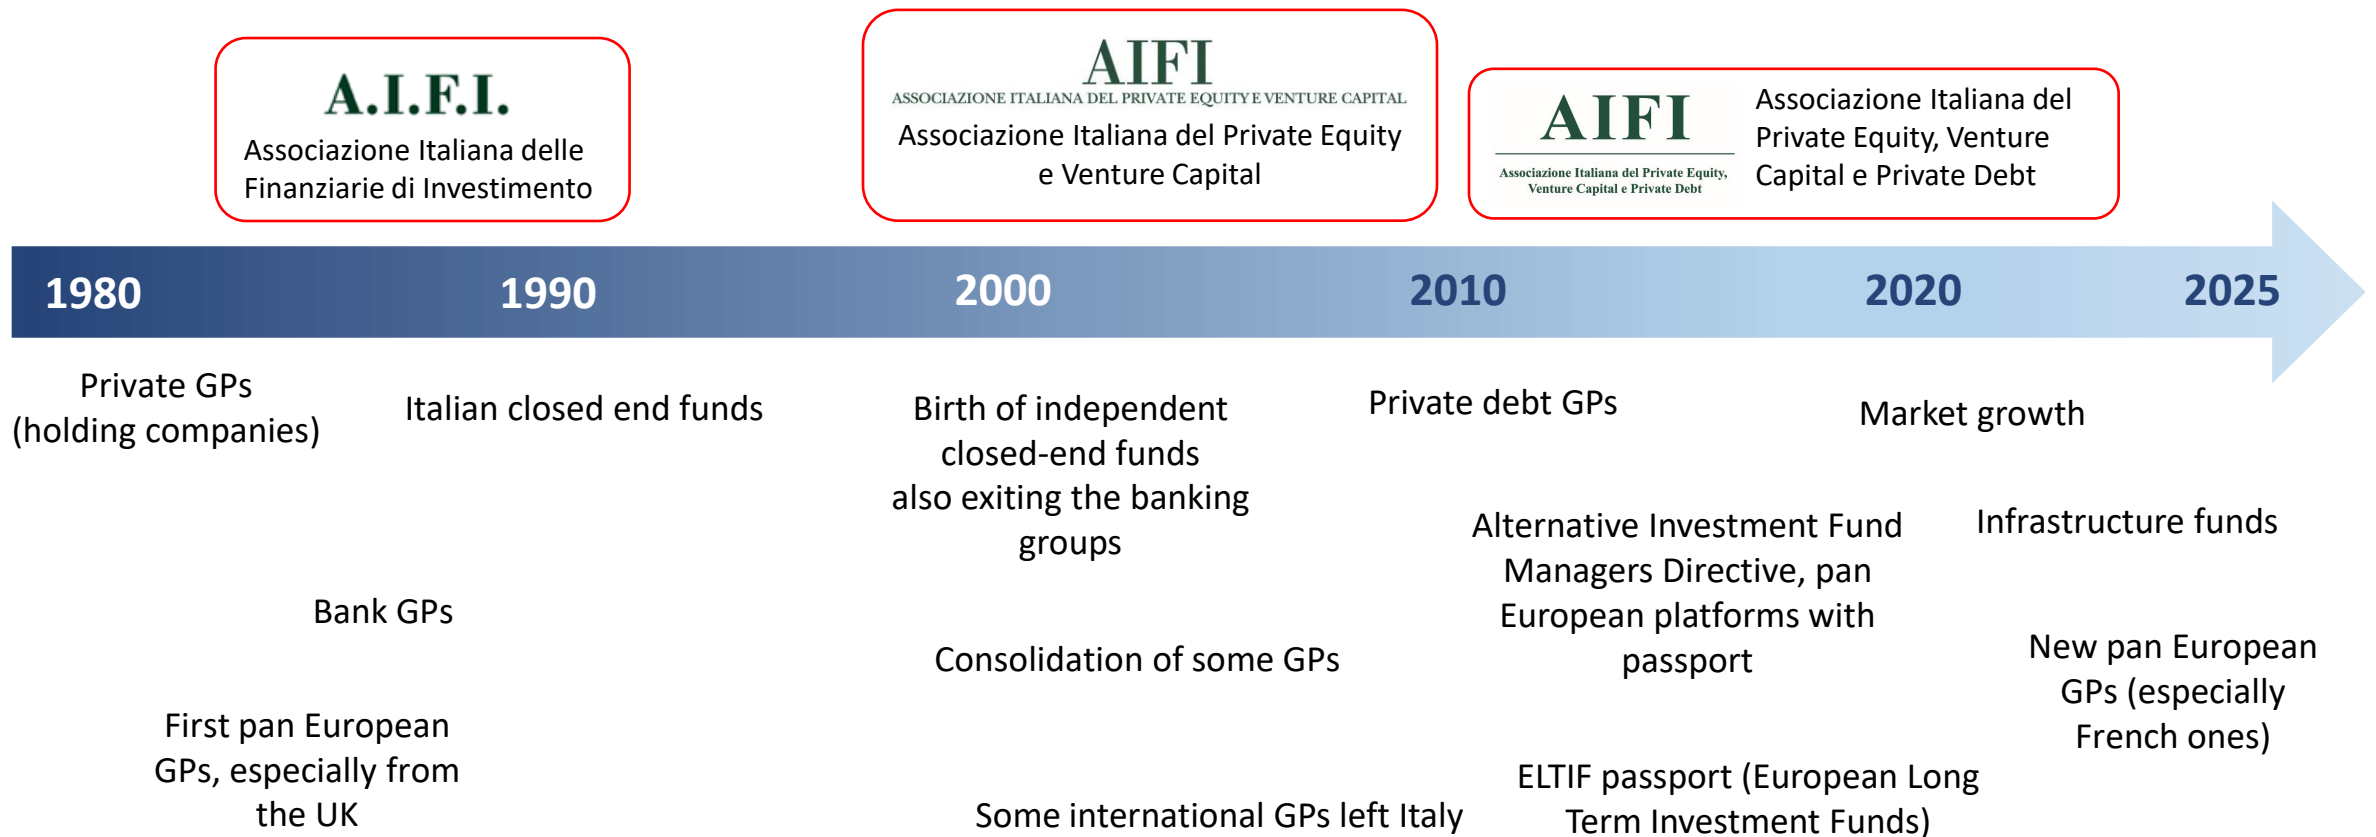 A.I.F.I.
Associazione Italiana delle
Finanziarie di Investimento
AIFI
ASSOCIAZIONE ITALIANA DEL PRIVATE EQUITY E VENTURE CAPITAL
Associazione Italiana del Private Equity
e Venture Capital
AIFI
Associazione Italiana del Private Equity,
Venture Capital e Private Debt
Associazione Italiana del
Private Equity, Venture
Capital e Private Debt
1980
1990
2000
2010
2020
2025
Private GPs
(holding companies)
Italian closed end funds
Birth of independent
closed-end funds
also exiting the banking
groups
Private debt GPs
Market growth
Alternative Investment Fund
Managers Directive, pan
European platforms with
passport
Infrastructure funds
Bank GPs
Consolidation of some GPs
New pan European
GPs (especially
French ones)
First pan European
GPs, especially from
the UK
Some international GPs left Italy
ELTIF passport (European Long
Term Investment Funds)